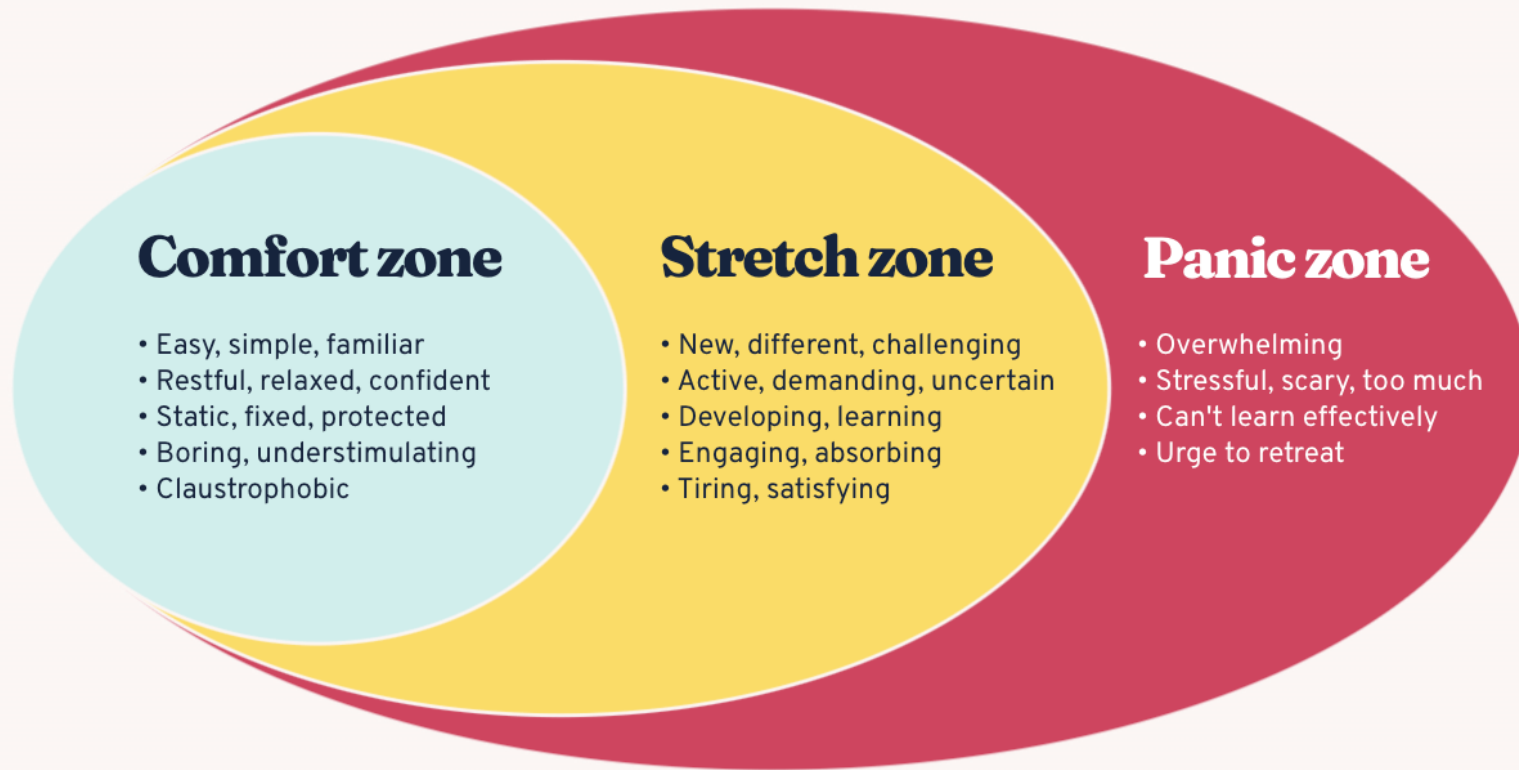 Comfort zone
• Easy, simple, familiar
• Restful, relaxed, confident
• Static, fixed, protected
• Boring, understimulating
• Claustrophobic
Stretch zone
• New, different, challenging
• Active, demanding, uncertain
• Developing, learning
• Engaging, absorbing
• Tiring, satisfying
Panic zone
• Overwhelming
• Stressful, scary, too much
• Can't learn effectively
• Urge to retreat